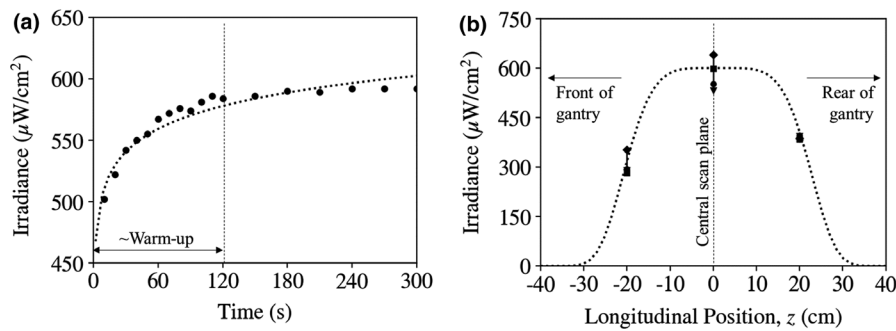 (a)
650
600
550
500
450
Irradiance (μW/cm²)
~Warm-up
0
60
120
180
240
300
Time (s)
(b)
750
600
450
300
150
0
Irradiance (μW/cm²)
Front of
gantry
Central scan plane
Rear of
gantry
-40
-30
-20
-10
0
10
20
30
40
Longitudinal Position, z (cm)